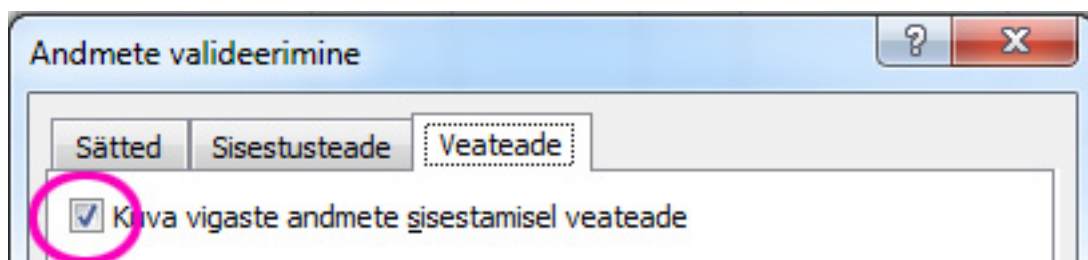 Andmete valideerimine
Sätted Sisestusteade Veateade
Kuva vigaste andmete sisestamisel veateade